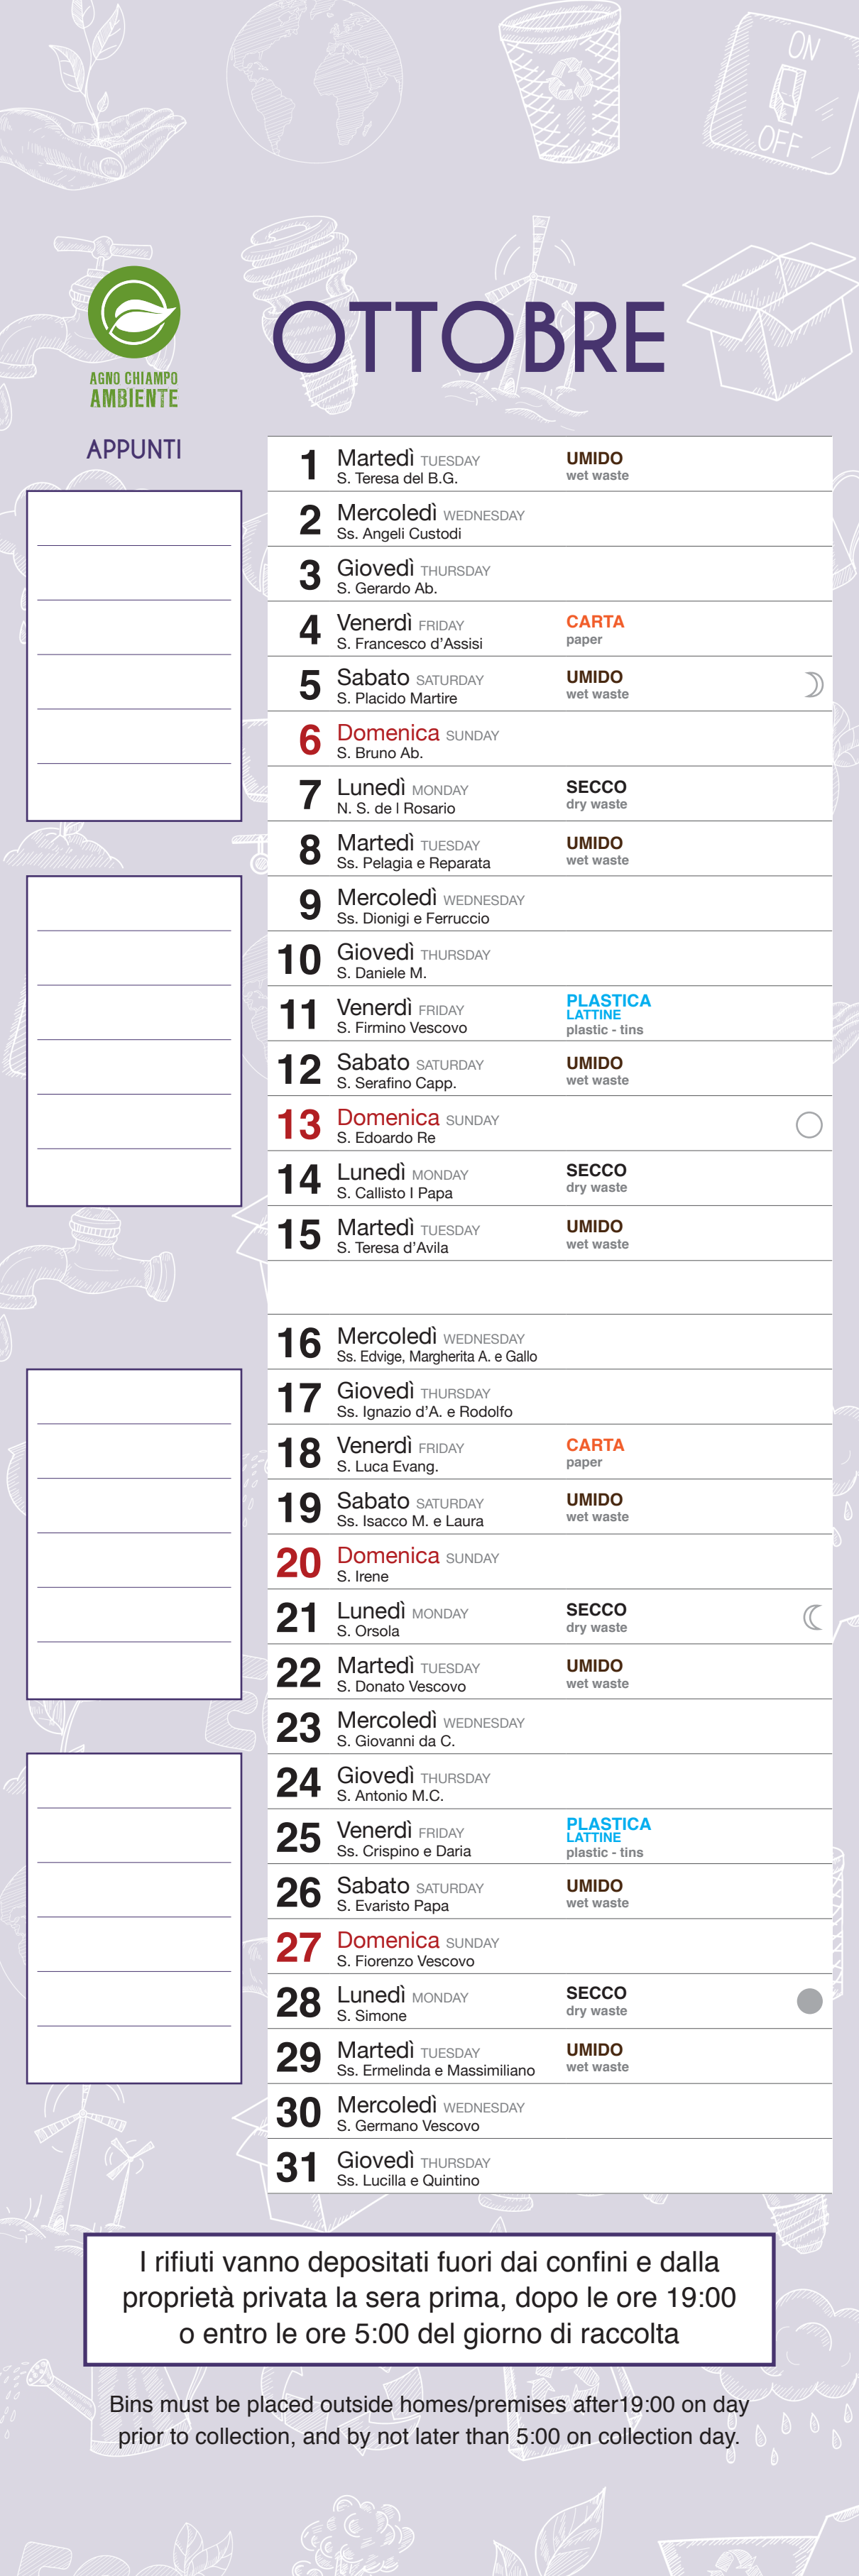 ON
OFF
AGNO CHIAMPO
AMBIENTE
OTTOBRE
APPUNTI
1 Martedì TUESDAY
S. Teresa del B.G.
UMIDO
wet waste
2 Mercoledì WEDNESDAY
Ss. Angeli Custodi
3 Giovedì THURSDAY
S. Gerardo Ab.
4 Venerdì FRIDAY
S. Francesco d'Assisi
CARTA
paper
5 Sabato SATURDAY
S. Placido Martire
UMIDO
wet waste
6 Domenica SUNDAY
S. Bruno Ab.
7 Lunedì MONDAY
N. S. de l Rosario
SECCO
dry waste
8 Martedì TUESDAY
Ss. Pelagia e Reparata
UMIDO
wet waste
9 Mercoledì WEDNESDAY
Ss. Dionigi e Ferruccio
10 Giovedì THURSDAY
S. Daniele M.
11 Venerdì FRIDAY
S. Firmino Vescovo
PLASTICA
LATTINE
plastic - tins
12 Sabato SATURDAY
S. Serafino Capp.
UMIDO
wet waste
13 Domenica SUNDAY
S. Edoardo Re
14 Lunedì MONDAY
S. Callisto I Papa
SECCO
dry waste
15 Martedì TUESDAY
S. Teresa d'Avila
UMIDO
wet waste
16 Mercoledì WEDNESDAY
Ss. Edvige, Margherita A. e Gallo
17 Giovedì THURSDAY
Ss. Ignazio d'A. e Rodolfo
18 Venerdì FRIDAY
S. Luca Evang.
CARTA
paper
19 Sabato SATURDAY
Ss. Isacco M. e Laura
UMIDO
wet waste
20 Domenica SUNDAY
S. Irene
21 Lunedì MONDAY
S. Orsola
SECCO
dry waste
22 Martedì TUESDAY
S. Donato Vescovo
UMIDO
wet waste
23 Mercoledì WEDNESDAY
S. Giovanni da C.
24 Giovedì THURSDAY
S. Antonio M.C.
25 Venerdì FRIDAY
Ss. Crispino e Daria
PLASTICA
LATTINE
plastic - tins
26 Sabato SATURDAY
S. Evaristo Papa
UMIDO
wet waste
27 Domenica SUNDAY
S. Fiorenzo Vescovo
28 Lunedì MONDAY
S. Simone
SECCO
dry waste
29 Martedì TUESDAY
Ss. Ermelinda e Massimiliano
UMIDO
wet waste
30 Mercoledì WEDNESDAY
S. Germano Vescovo
31 Giovedì THURSDAY
Ss. Lucilla e Quintino
I rifiuti vanno depositati fuori dai confini e dalla
proprietà privata la sera prima, dopo le ore 19:00
o entro le ore 5:00 del giorno di raccolta
Bins must be placed outside homes/premises after19:00 on day
prior to collection, and by not later than 5:00 on collection day.